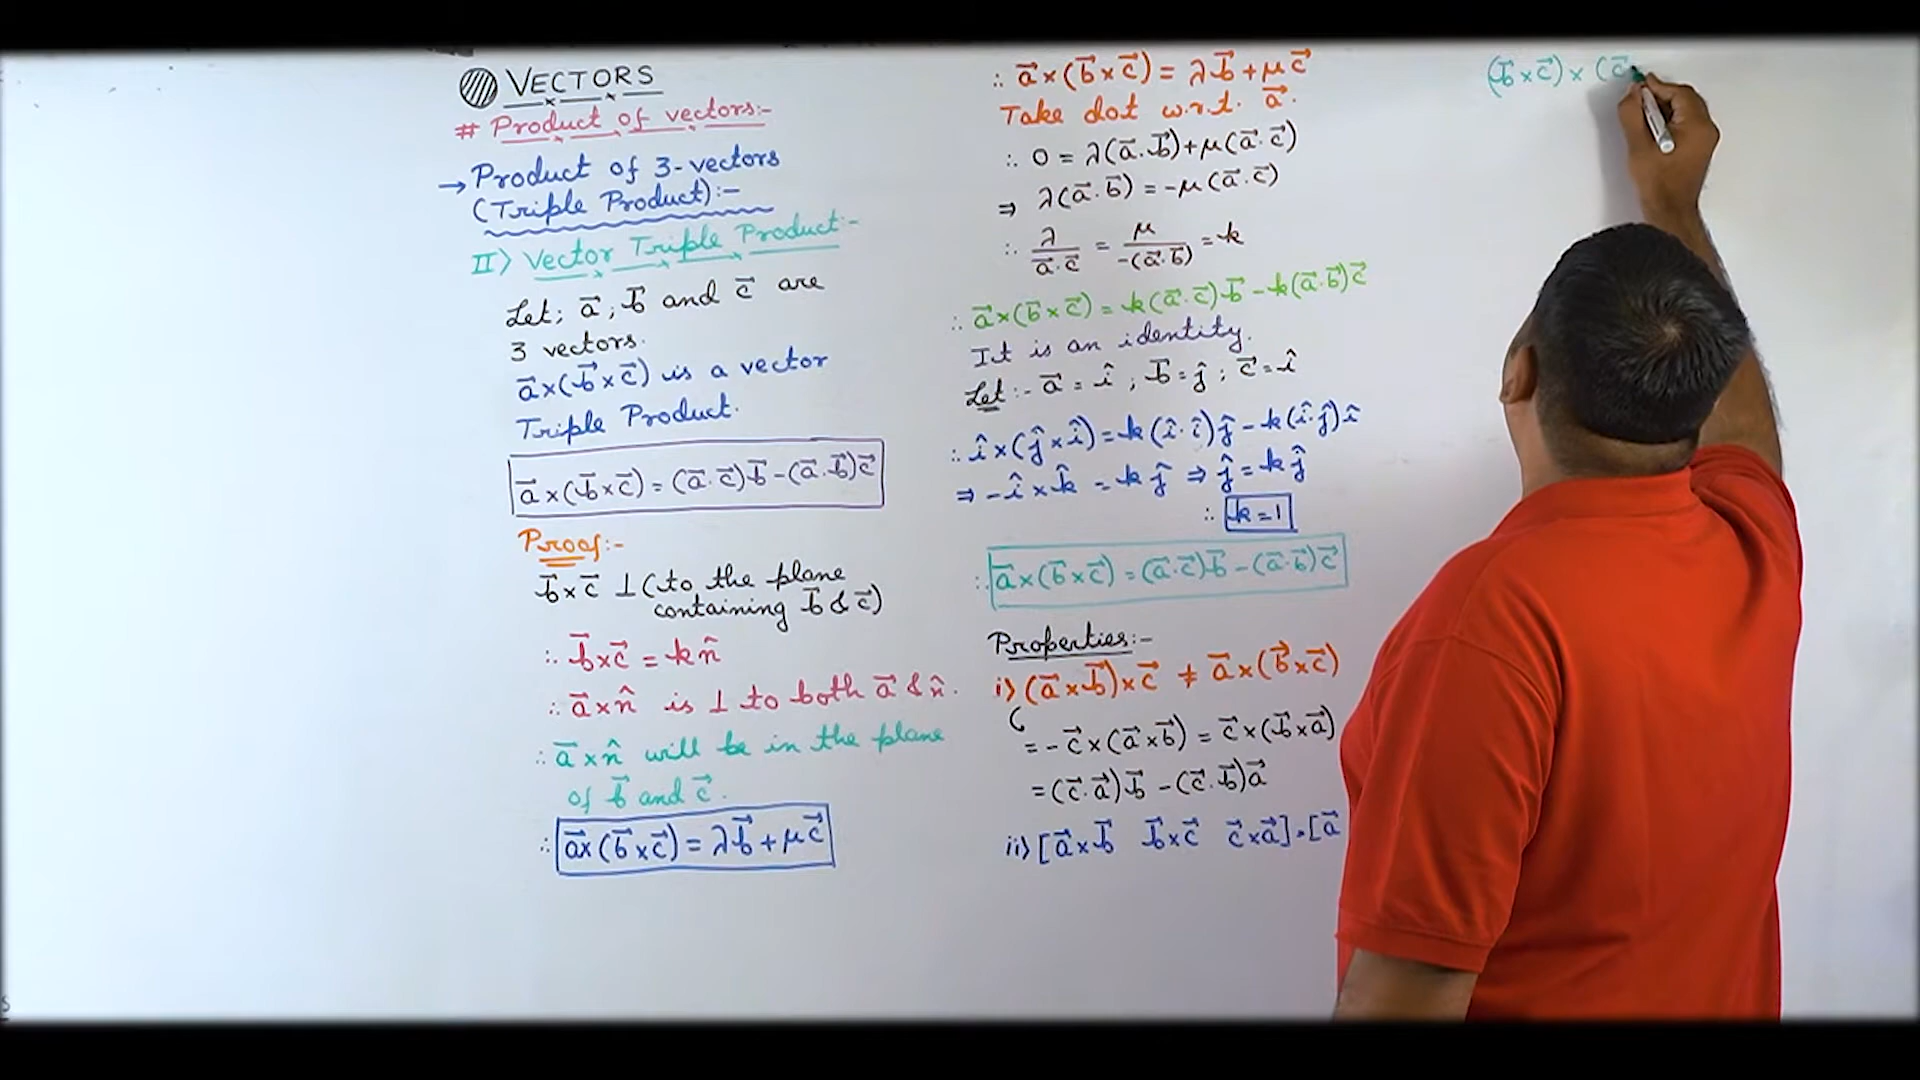 VECTORS
# Product of vectors:-
→ Product of 3-vectors
(Triple Product):-
II) Vector Triple Product:-
Let; a⃗, b⃗ and c⃗ are
3 vectors.
a⃗×(b⃗×c⃗) is a vector
Triple Product.
a⃗×(b⃗×c⃗) = (a⃗.c⃗)b⃗-(a⃗.b⃗)c⃗
Proof:-
b⃗×c⃗ ⊥ (to the plane
containing b⃗ & c⃗)
∴ b⃗×c⃗ = kn̂
∴ a⃗×n̂ is ⊥ to both a⃗ & n̂.
∴ a⃗×n̂ will be in the plane
of b⃗ and c⃗.
∴ a⃗×(b⃗×c⃗) = λb⃗+μc⃗
∴ a⃗×(b⃗×c⃗) = λb⃗+μc⃗
Take dot w.r.t. a⃗.
∴ 0 = λ(a⃗.b⃗)+μ(a⃗.c⃗)
⇒ λ(a⃗.b⃗) = -μ(a⃗.c⃗)
∴ λ/(a⃗.c⃗) = μ/(-(a⃗.b⃗)) = k
∴ a⃗×(b⃗×c⃗) = k(a⃗.c⃗)b⃗-k(a⃗.b⃗)c⃗
It is an identity.
Let:- a⃗ = î ; b⃗ = ĵ ; c⃗ = î
∴ î×(ĵ×î) = k(î.î)ĵ-k(î.ĵ)î
⇒ -î×k̂ = kĵ ⇒ ĵ = kĵ
∴ k=1
∴ a⃗×(b⃗×c⃗) = (a⃗.c⃗)b⃗-(a⃗.b⃗)c⃗
Properties:-
i) (a⃗×b⃗)×c⃗ ≠ a⃗×(b⃗×c⃗)
= -c⃗×(a⃗×b⃗) = c⃗×(b⃗×a⃗)
= (c⃗.a⃗)b⃗-(c⃗.b⃗)a⃗
ii) [a⃗×b⃗ b⃗×c⃗ c⃗×a⃗]=[a⃗
(b⃗×c⃗)×(c⃗